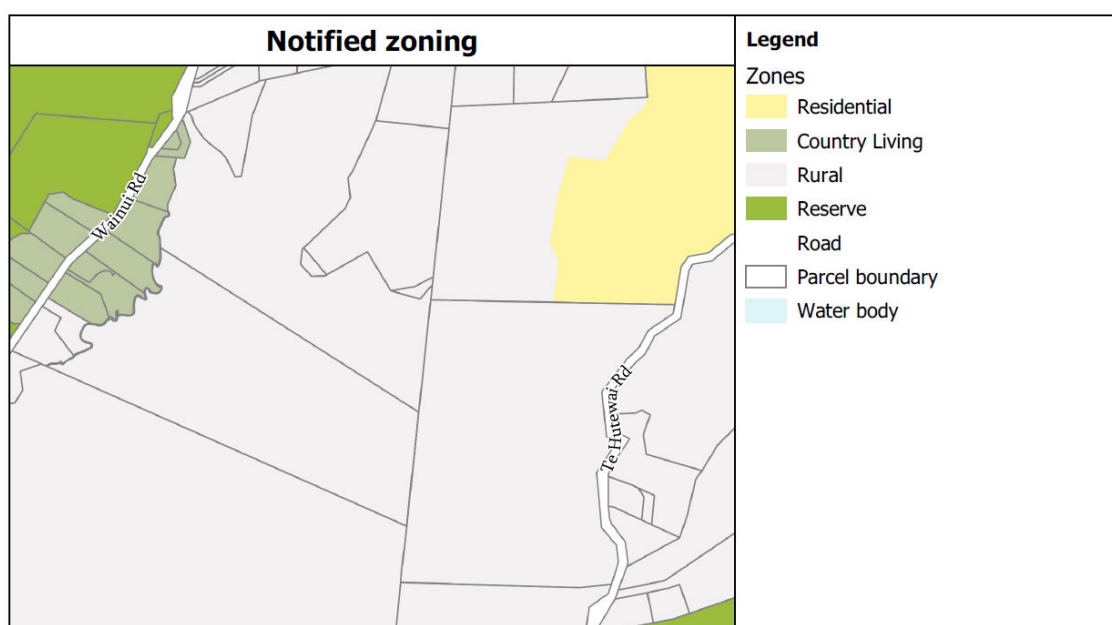 Notified zoning
Legend
Zones
Residential
Country Living
Rural
Reserve
Road
Parcel boundary
Water body
Wainui Rd
Te Hutewai Rd